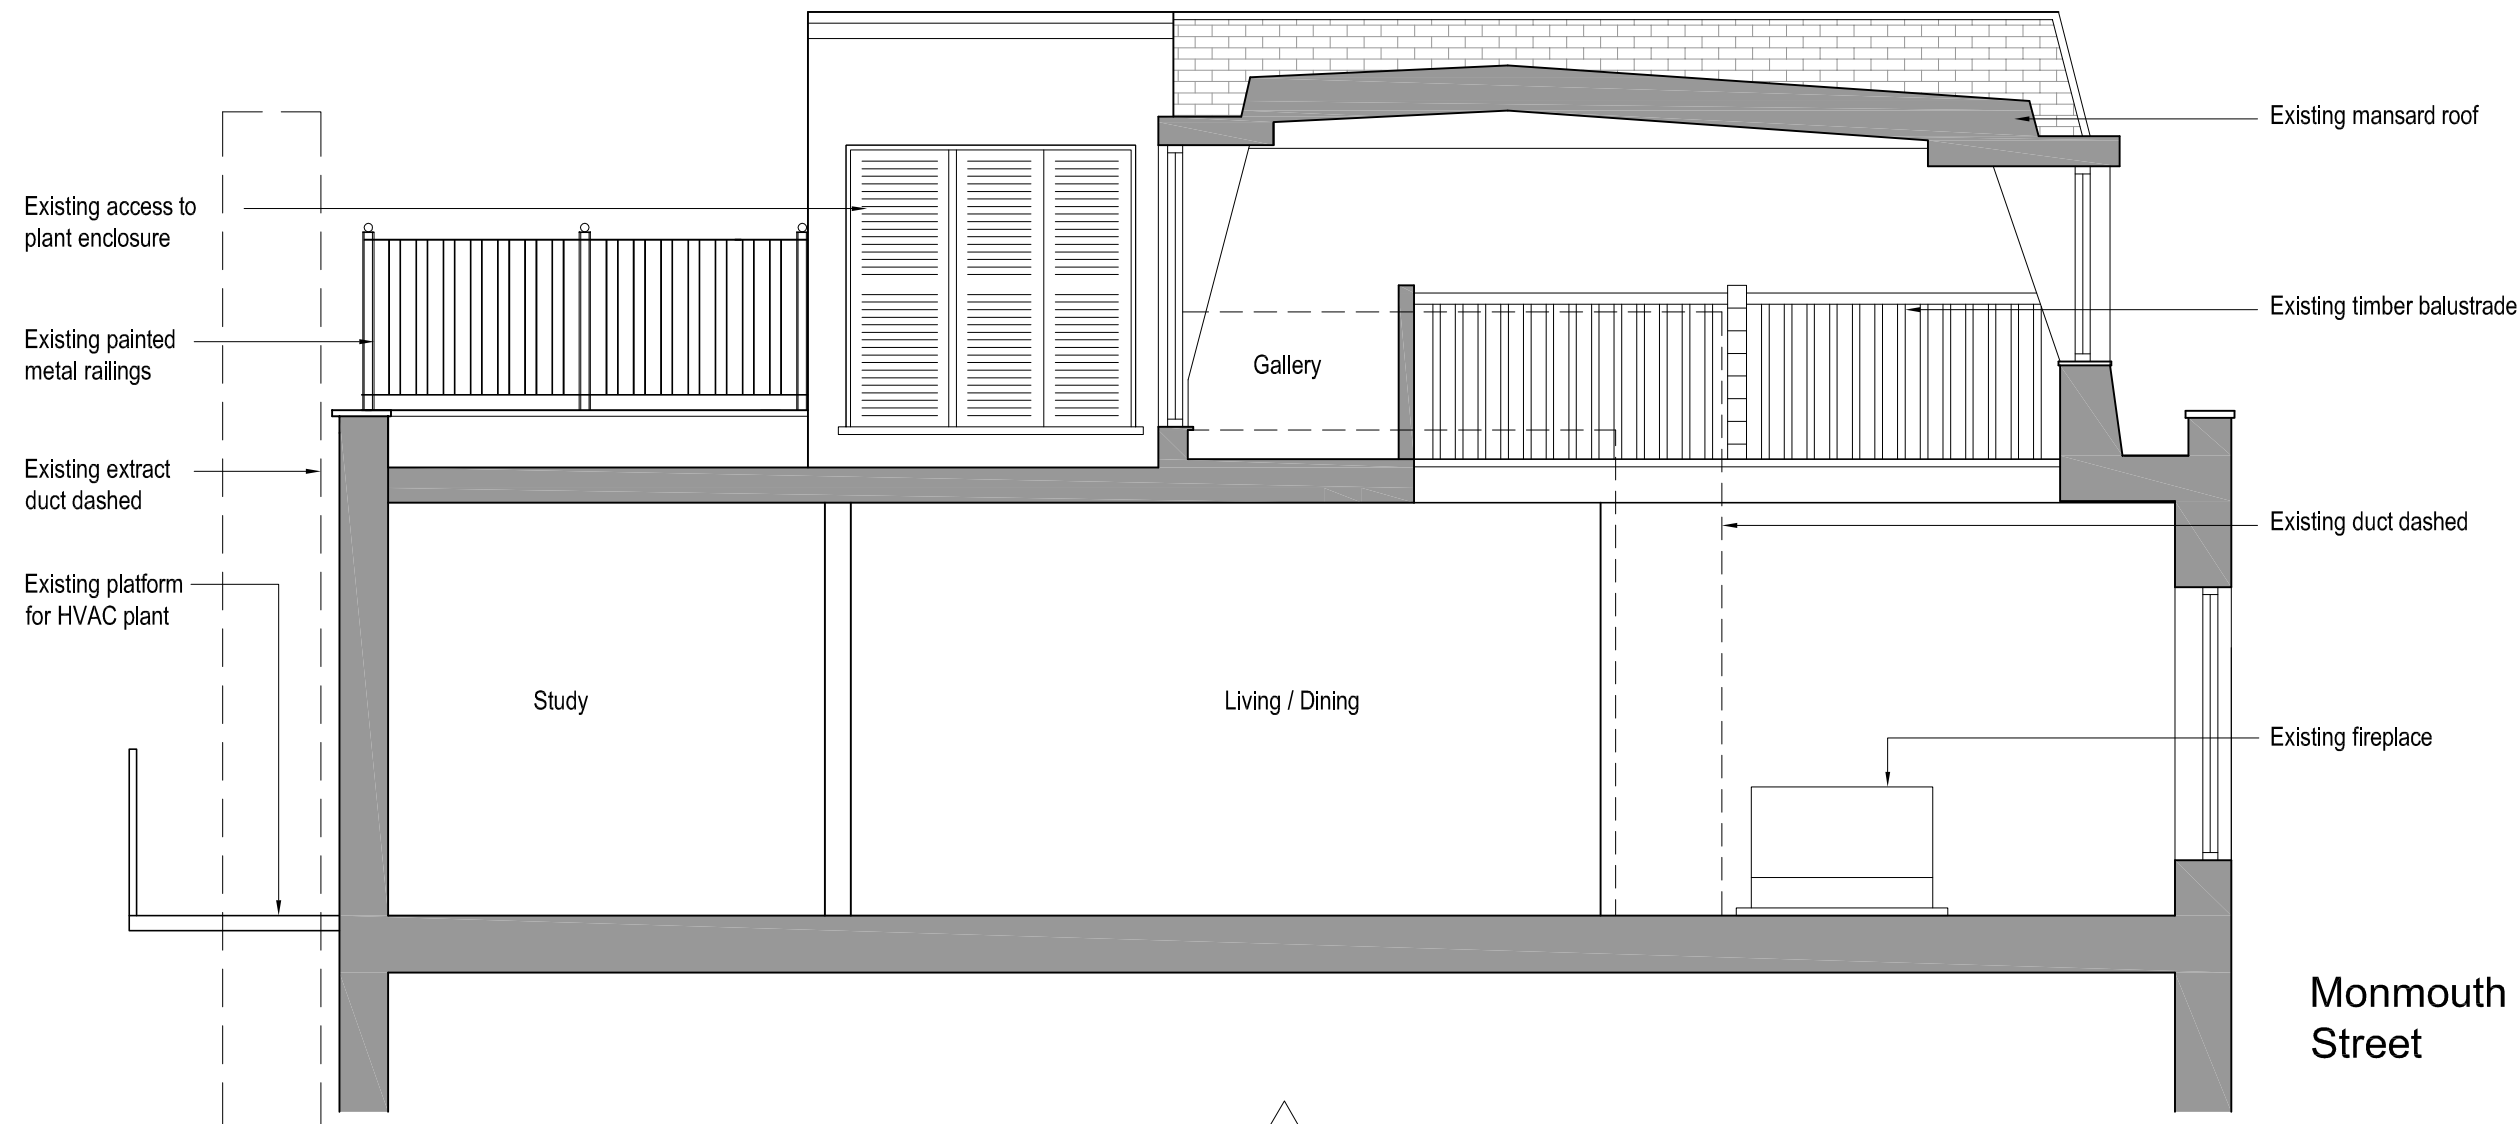 Existing access to
plant enclosure
Existing painted
metal railings
Existing extract
duct dashed
Existing platform
for HVAC plant
Gallery
Study
Living / Dining
Existing mansard roof
Existing timber balustrade
Existing duct dashed
Existing fireplace
Monmouth
Street